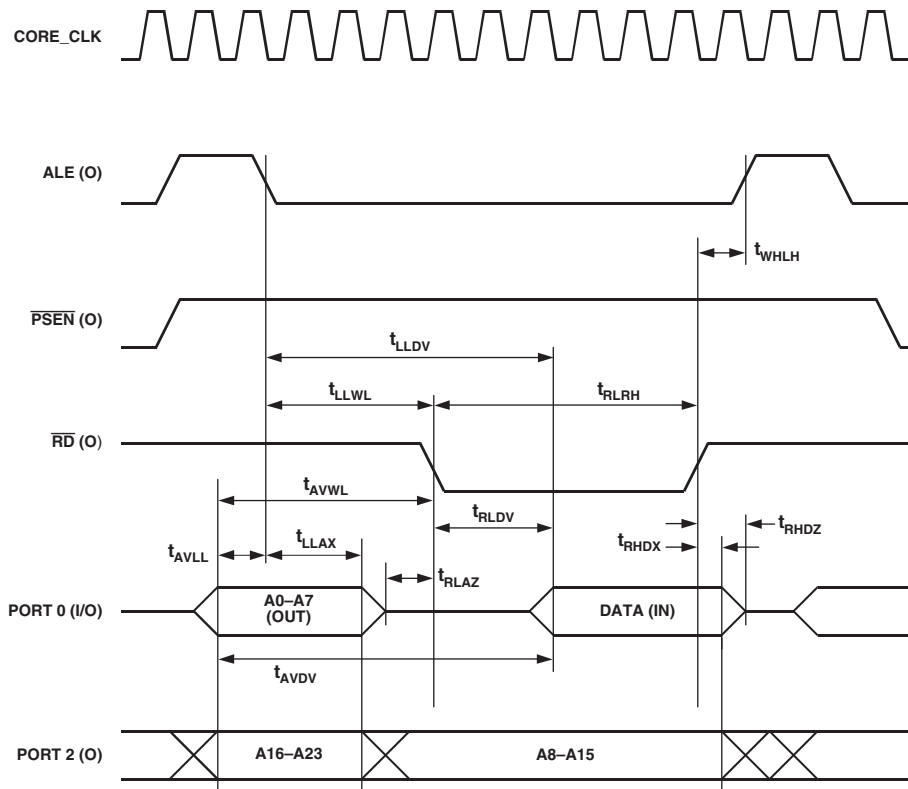 CORE_CLK
ALE (O)
tWHLH
PSEN (O)
tLLDV
tLLWL
tRLRH
RD (O)
tAVWL
tRLDV
tRHDZ
tLLAX
tRHDX
tAVLL
tRLAZ
PORT 0 (I/O)
A0–A7
(OUT)
DATA (IN)
tAVDV
PORT 2 (O)
A16–A23
A8–A15